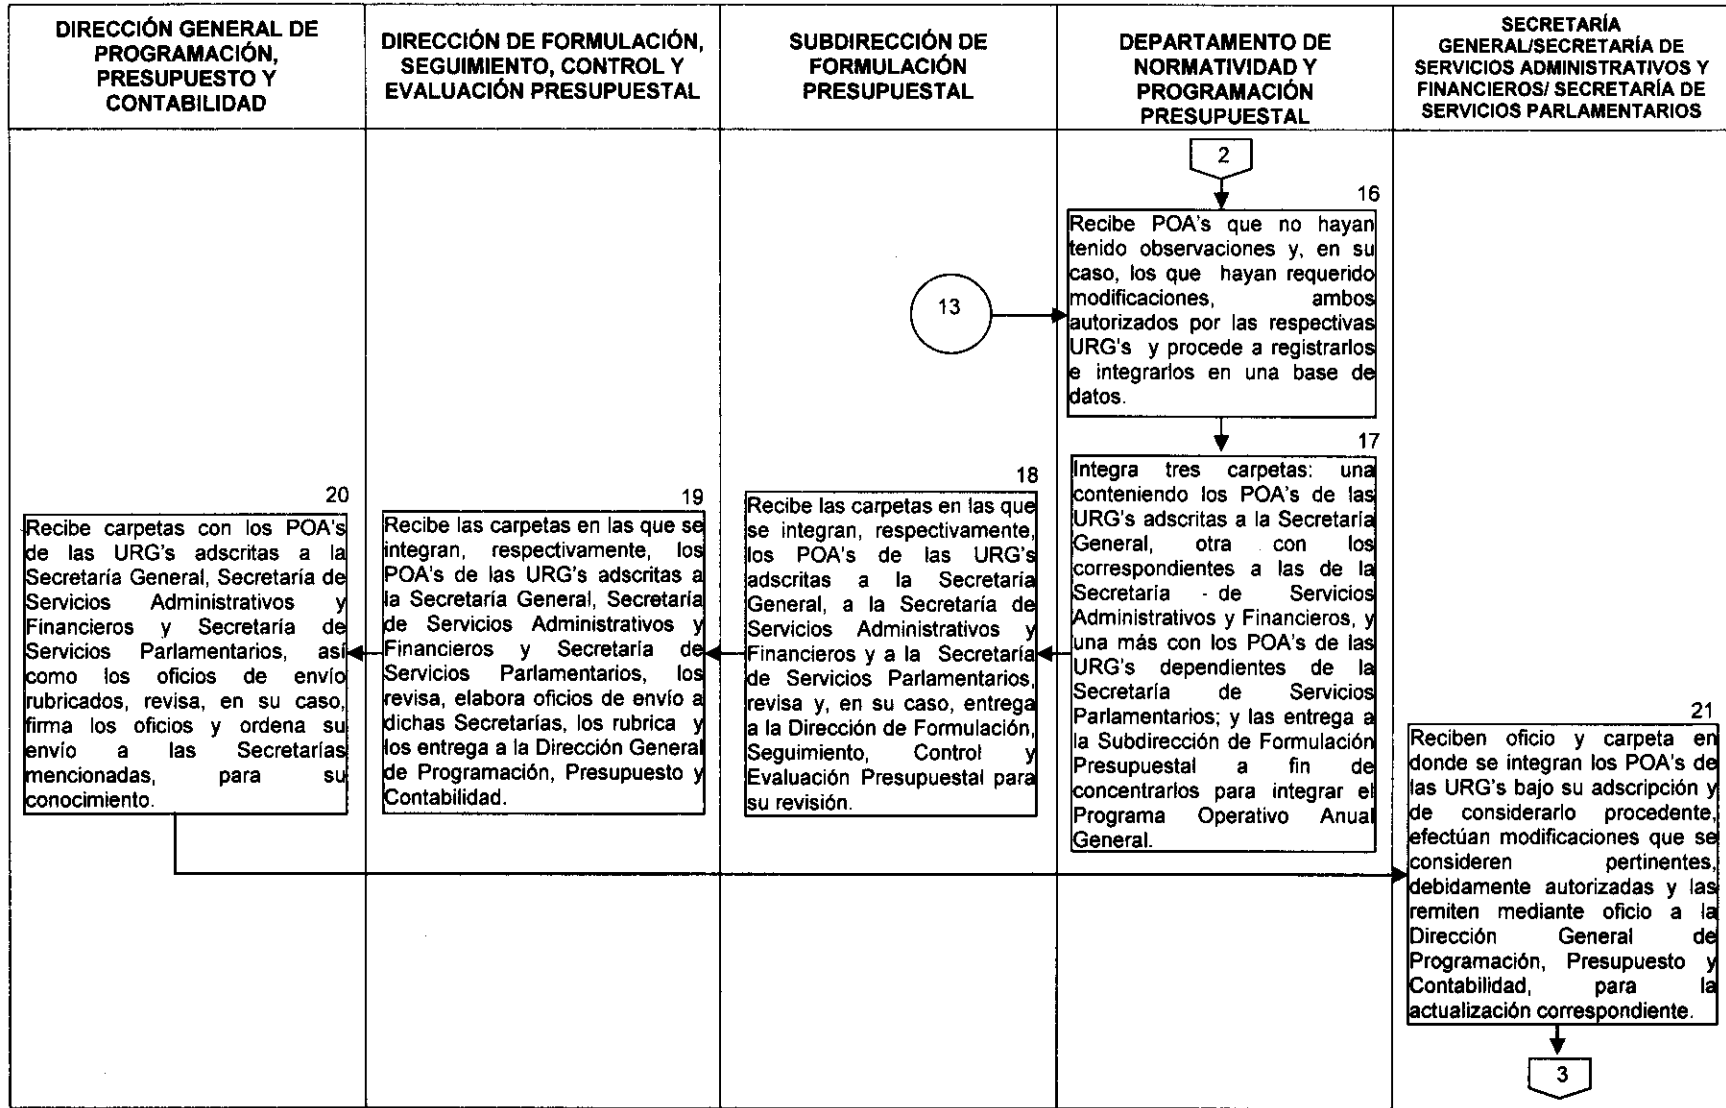 DIRECCIÓN GENERAL DE
PROGRAMACIÓN,
PRESUPUESTO Y
CONTABILIDAD
DIRECCIÓN DE FORMULACIÓN,
SEGUIMIENTO, CONTROL Y
EVALUACIÓN PRESUPUESTAL
SUBDIRECCIÓN DE
FORMULACIÓN
PRESUPUESTAL
DEPARTAMENTO DE
NORMATIVIDAD Y
PROGRAMACIÓN
PRESUPUESTAL
SECRETARÍA
GENERAL/SECRETARÍA DE
SERVICIOS ADMINISTRATIVOS Y
FINANCIEROS/ SECRETARÍA DE
SERVICIOS PARLAMENTARIOS
2
16
Recibe POA's que no hayan
tenido observaciones y, en su
caso, los que hayan requerido
modificaciones, ambos
autorizados por las respectivas
URG's y procede a registrarlos
e integrarlos en una base de
datos.
13
17
Integra tres carpetas: una
conteniendo los POA's de las
URG's adscritas a la Secretaría
General, otra con los
correspondientes a las de la
Secretaría - de Servicios
Administrativos y Financieros, y
una más con los POA's de las
URG's dependientes de la
Secretaría de Servicios
Parlamentarios; y las entrega a
la Subdirección de Formulación
Presupuestal a fin de
concentrarlos para integrar el
Programa Operativo Anual
General.
18
Recibe las carpetas en las que
se integran, respectivamente,
los POA's de las URG's
adscritas a la Secretaría
General, a la Secretaría de
Servicios Administrativos y
Financieros y a la Secretaría
de Servicios Parlamentarios,
revisa y, en su caso, entrega
a la Dirección de Formulación,
Seguimiento, Control y
Evaluación Presupuestal para
su revisión.
19
Recibe las carpetas en las que se
integran, respectivamente, los
POA's de las URG's adscritas a
la Secretaría General, Secretaría
de Servicios Administrativos y
Financieros y Secretaría de
Servicios Parlamentarios, los
revisa, elabora oficios de envío a
dichas Secretarías, los rubrica y
los entrega a la Dirección General
de Programación, Presupuesto y
Contabilidad.
20
Recibe carpetas con los POA's
de las URG's adscritas a la
Secretaría General, Secretaría de
Servicios Administrativos y
Financieros y Secretaría de
Servicios Parlamentarios, así
como los oficios de envío
rubricados, revisa, en su caso,
firma los oficios y ordena su
envío a las Secretarías
mencionadas, para su
conocimiento.
21
Reciben oficio y carpeta en
donde se integran los POA's de
las URG's bajo su adscripción y
de considerarlo procedente,
efectúan modificaciones que se
consideren pertinentes,
debidamente autorizadas y las
remiten mediante oficio a la
Dirección General de
Programación, Presupuesto y
Contabilidad, para la
actualización correspondiente.
3